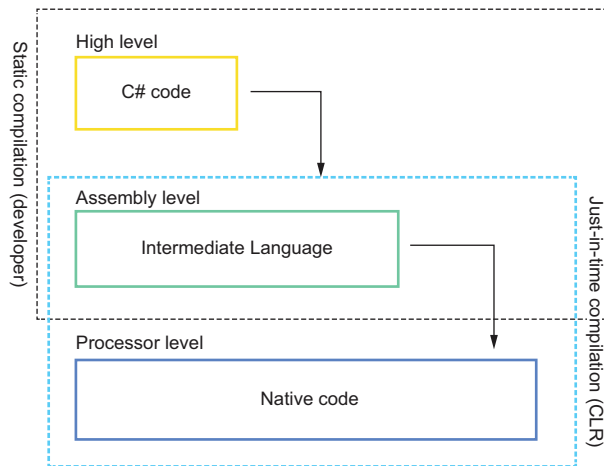 Static compilation (developer)
High level
C# code
Assembly level
Intermediate Language
Just-in-time compilation (CLR)
Processor level
Native code